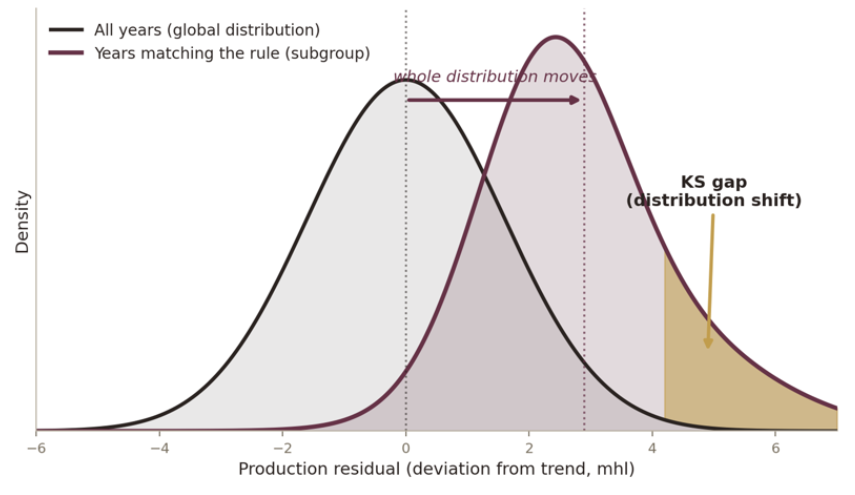 All years (global distribution)
Years matching the rule (subgroup)
whole distribution moves
KS gap
(distribution shift)
Density
−6 −4 −2 0 2 4 6
Production residual (deviation from trend, mhl)